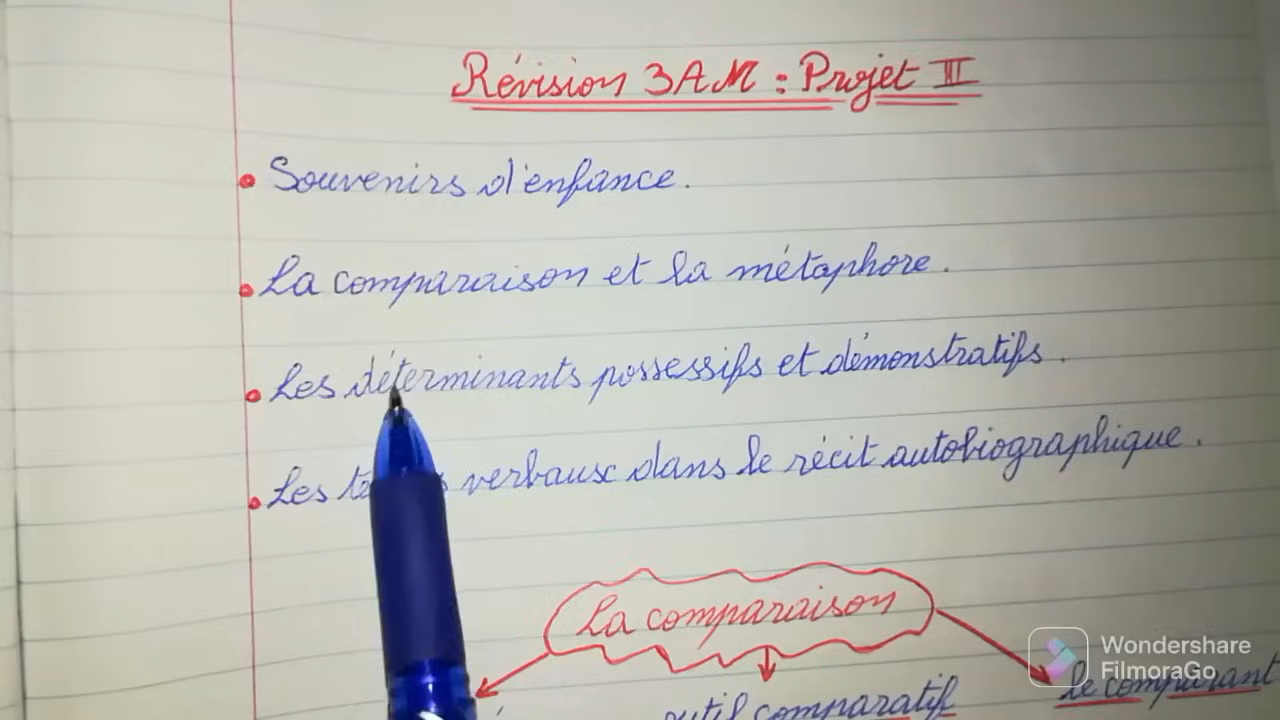 Révision 3AM : Projet III
• Souvenirs d'enfance.
• La comparaison et la métaphore.
• Les déterminants possessifs et démonstratifs.
• Les verbaux dans le récit autobiographique.
La comparaison
outil comparatif
le comparant
Wondershare
FilmoraGo